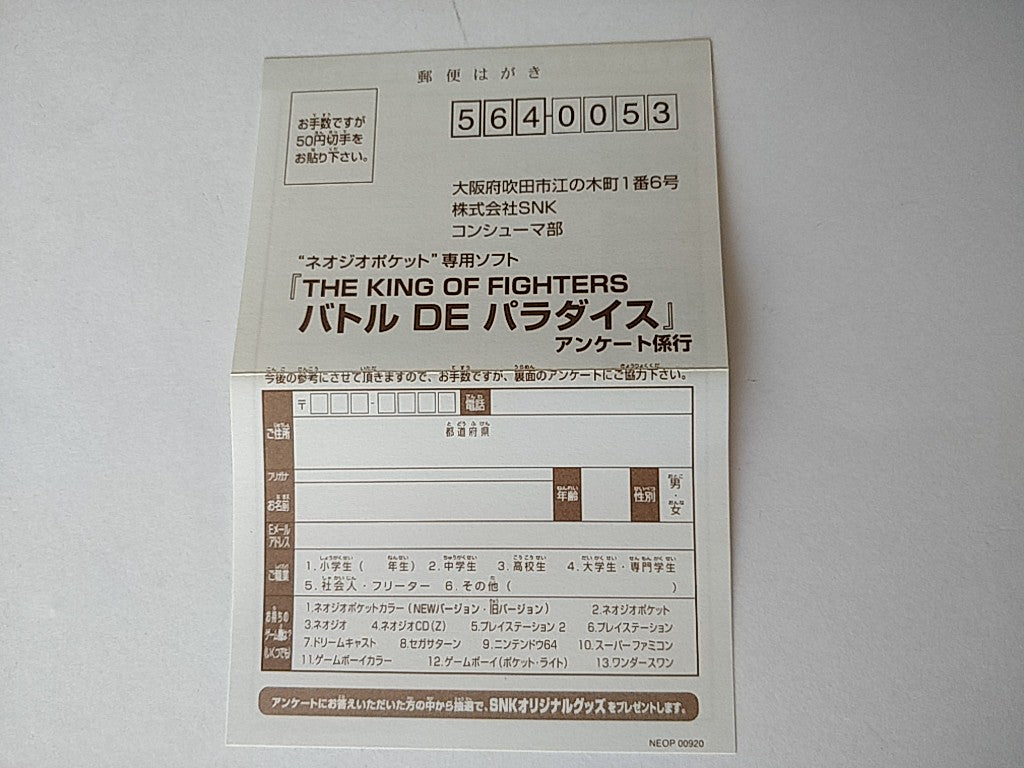 郵便はがき
お手数ですが
50円切手を
お貼り下さい。
564-0053
大阪府吹田市江の木町1番6号
株式会社SNK
コンシューマ部
“ネオジオポケット”専用ソフト
『THE KING OF FIGHTERS
バトル DE パラダイス』
アンケート係行
今後の参考にさせて頂きますので、お手数ですが、裏面のアンケートにご協力下さい。
〒 - 電話
ご住所 都道府県
フリガナ
お名前 年齢 性別 男・女
Eメール
アドレス
ご職業 1.小学生( 年生) 2.中学生 3.高校生 4.大学生・専門学生
5.社会人・フリーター 6.その他( )
お持ちの
ゲーム機は?
(いくつでも)
1.ネオジオポケットカラー(NEWバージョン・旧バージョン) 2.ネオジオポケット
3.ネオジオ 4.ネオジオCD(Z) 5.プレイステーション2 6.プレイステーション
7.ドリームキャスト 8.セガサターン 9.ニンテンドウ64 10.スーパーファミコン
11.ゲームボーイカラー 12.ゲームボーイ(ポケット・ライト) 13.ワンダースワン
アンケートにお答えいただいた方の中から抽選で、SNKオリジナルグッズをプレゼントします。
NEOP 00920